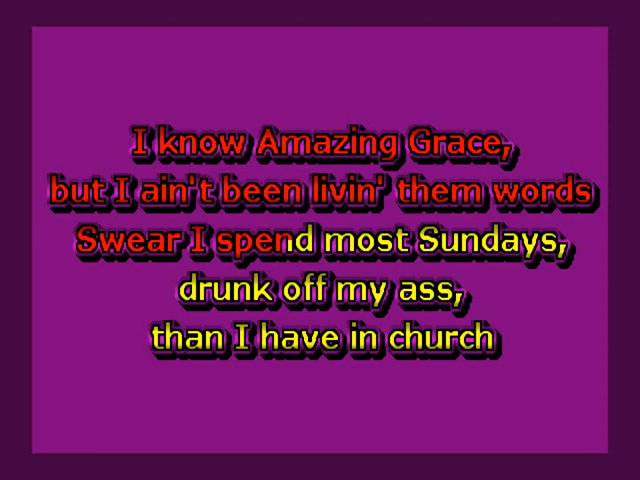 I know Amazing Grace,
but I ain't been livin' them words
Swear I spend most Sundays,
drunk off my ass,
than I have in church